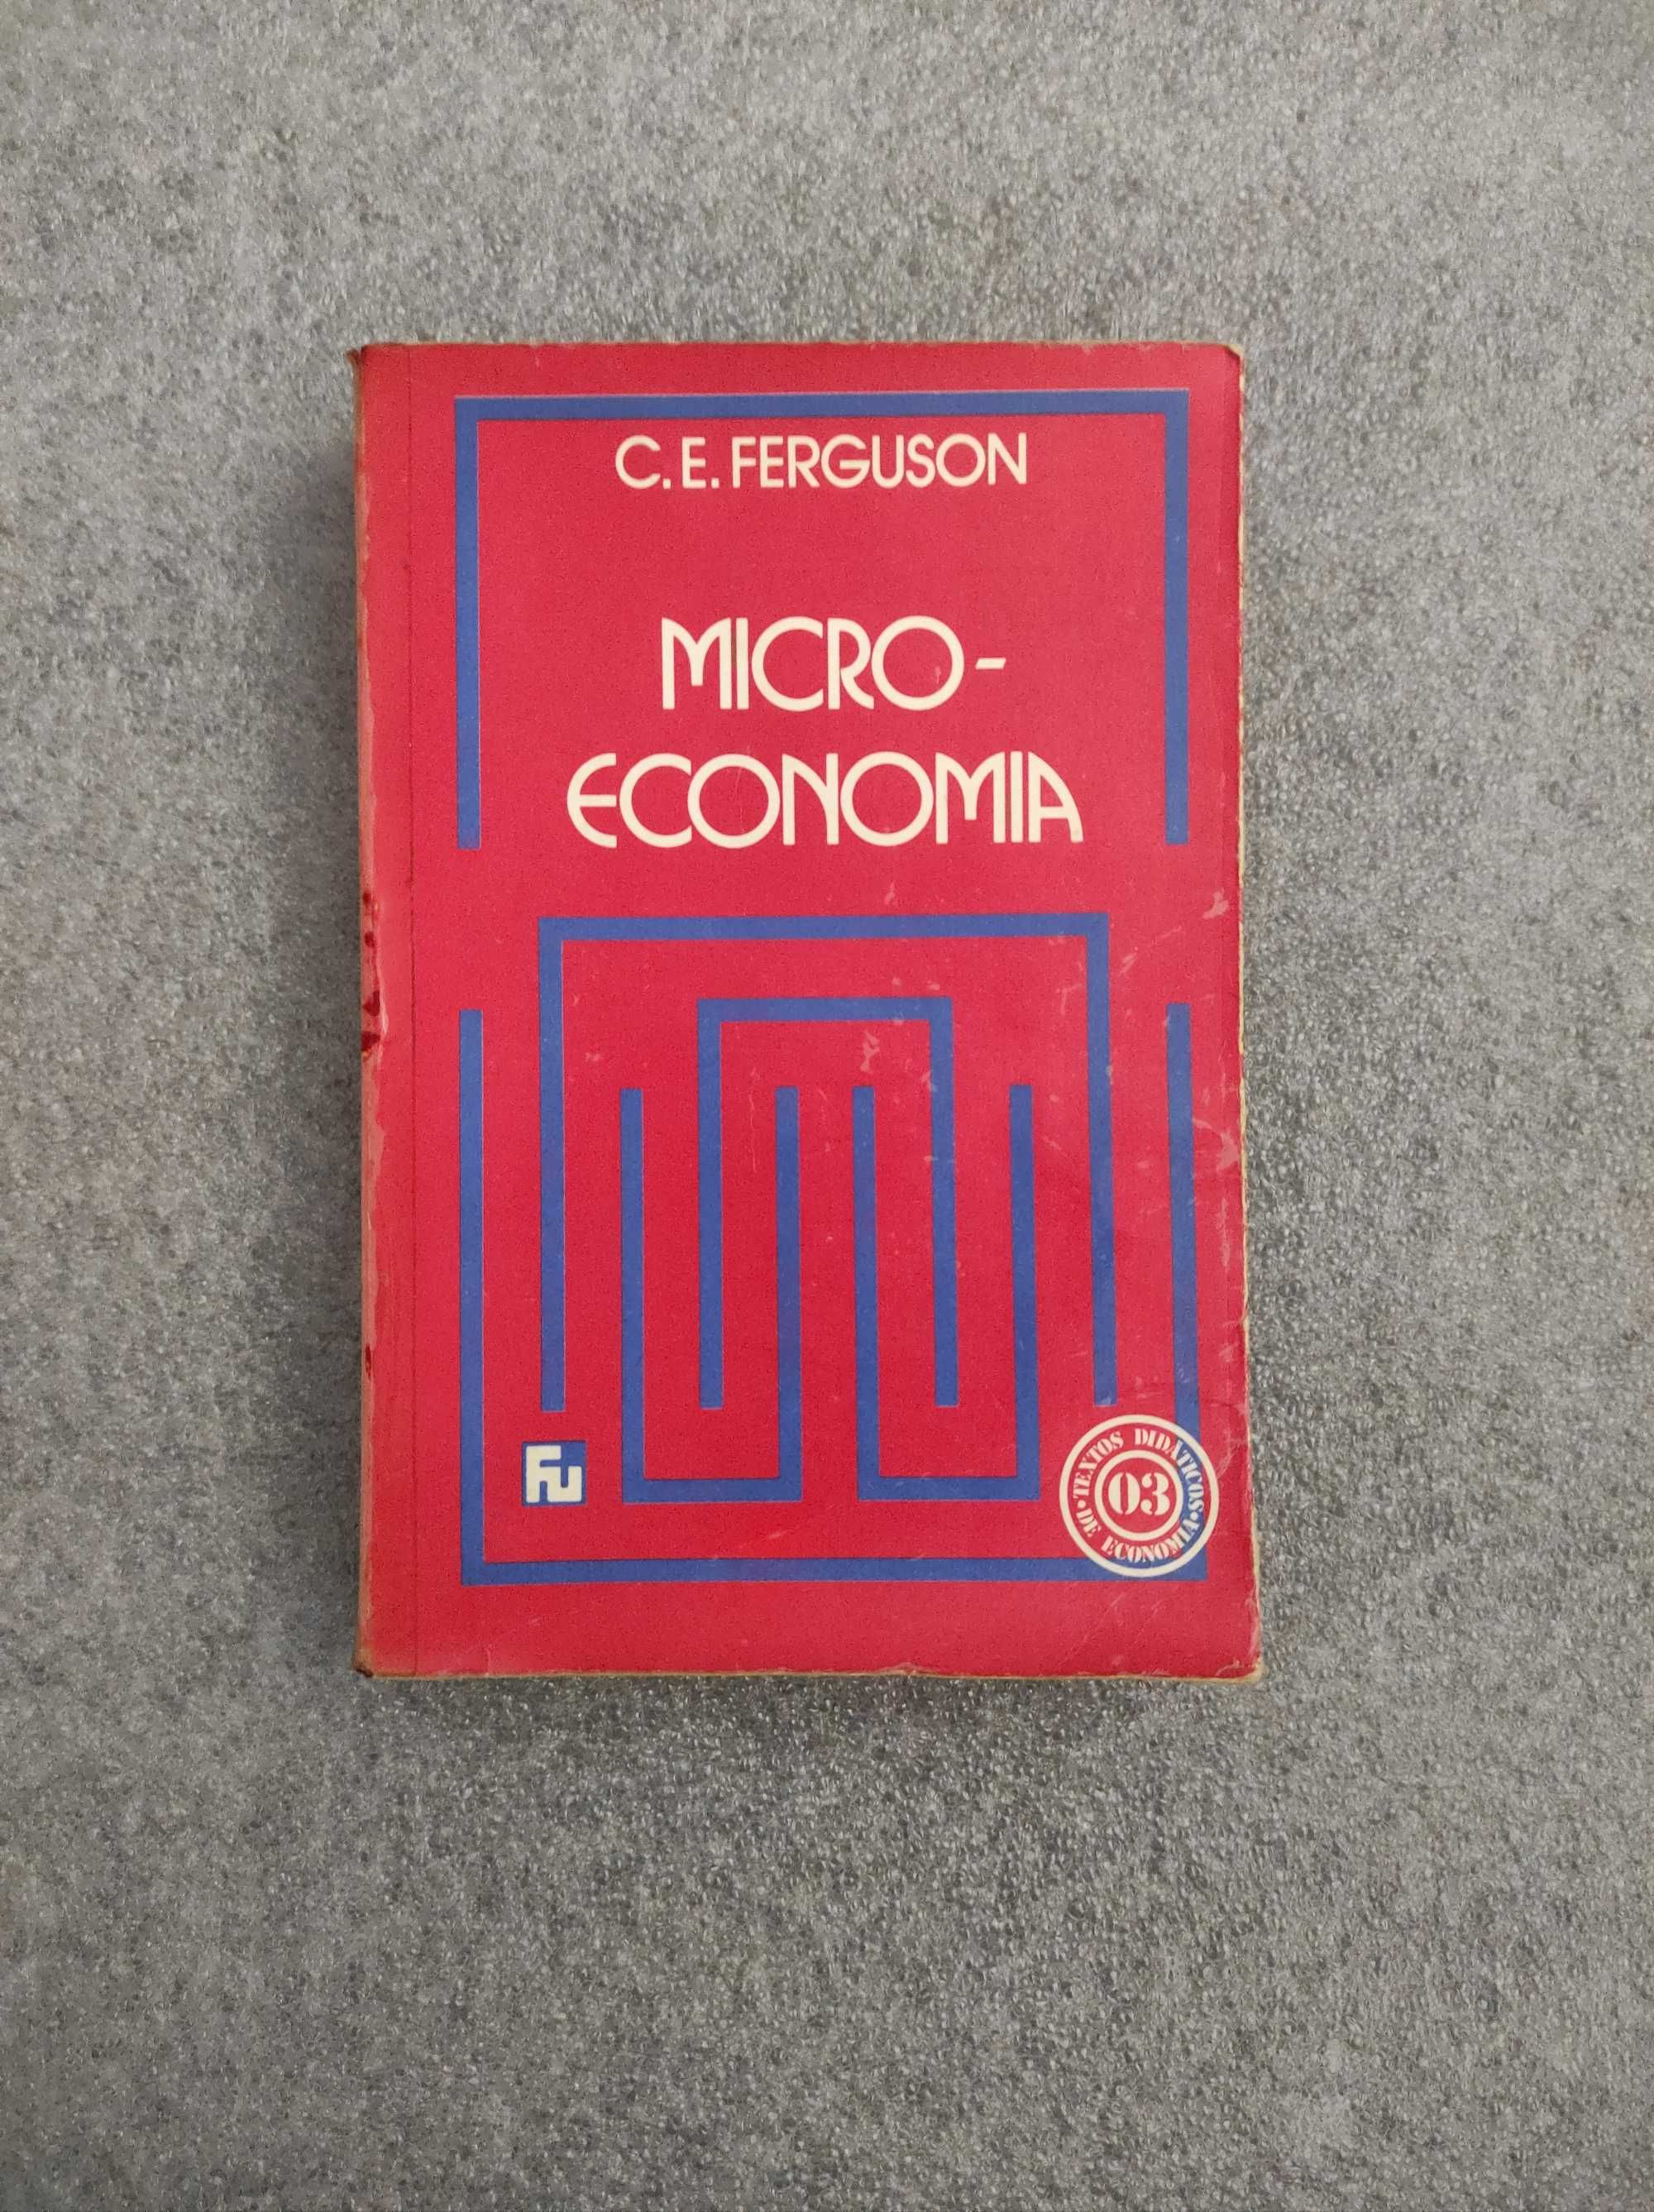 C.E. FERGUSON
MICRO-
ECONOMIA
FU
• TEXTOS DIDÁTICOS •
DE ECONOMIA
03